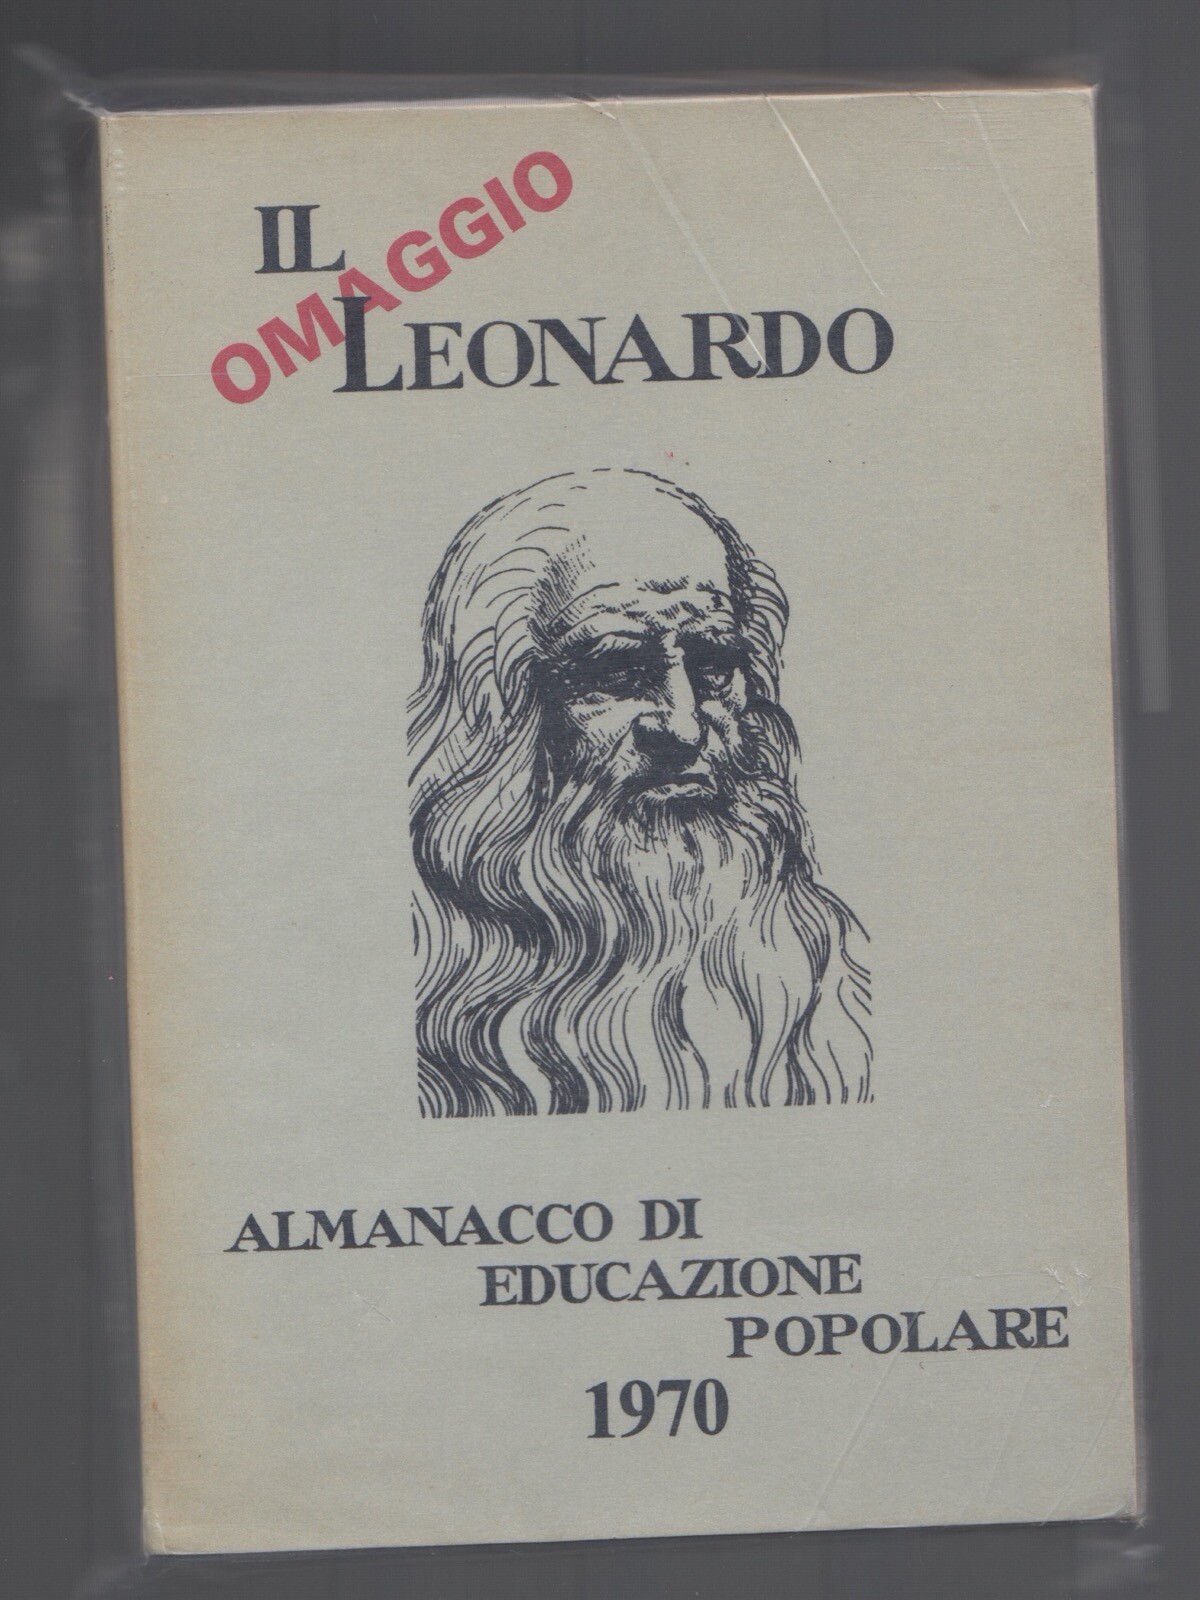 IL
OMAGGIO
LEONARDO
ALMANACCO DI
EDUCAZIONE
POPOLARE
1970